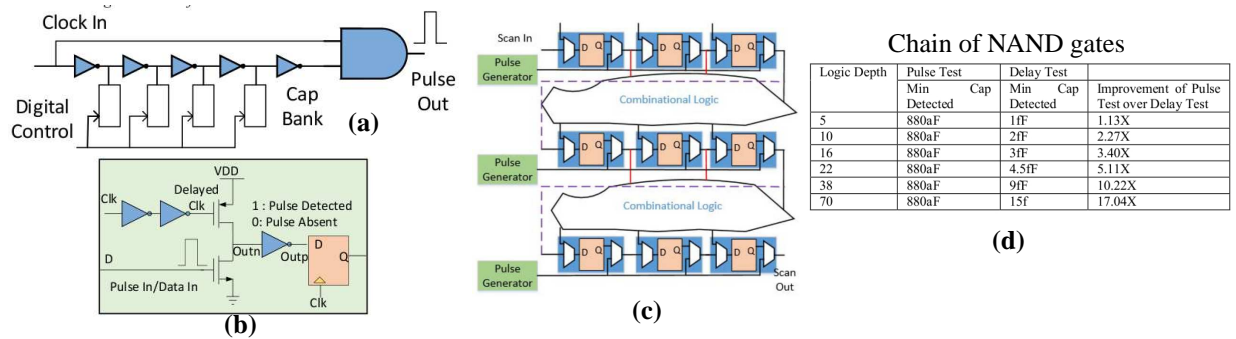 Clock In
Digital
Control
Cap
Bank
Pulse
Out
(a)
VDD
Delayed
Clk
Clk
1 : Pulse Detected
0: Pulse Absent
Outn
Outp
D
Q
D
Pulse In/Data In
Clk
(b)
Scan In
D Q D Q D Q
Pulse
Generator
Combinational Logic
D Q D Q D Q
Pulse
Generator
Combinational Logic
D Q D Q D Q
Pulse
Generator
Scan
Out
(c)
Chain of NAND gates
Logic Depth Pulse Test Delay Test
Min Cap Detected Min Cap Detected Improvement of Pulse Test over Delay Test
5 880aF 1fF 1.13X
10 880aF 2fF 2.27X
16 880aF 3fF 3.40X
22 880aF 4.5fF 5.11X
38 880aF 9fF 10.22X
70 880aF 15f 17.04X
(d)